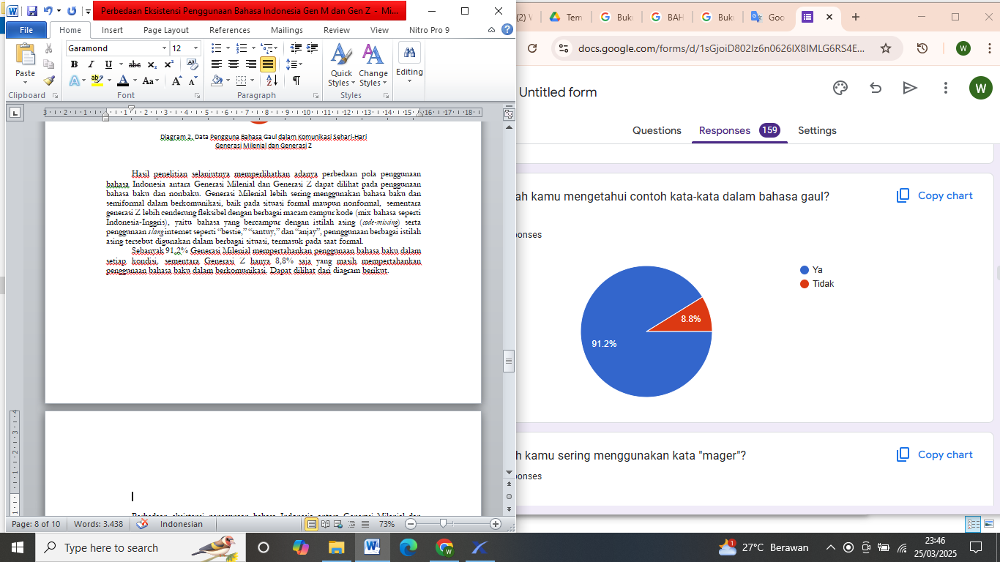 Perbedaan Eksistensi Penggunaan Bahasa Indonesia Gen M dan Gen Z - Mi...
File Home Insert Page Layout References Mailings Review View Nitro Pro 9
Garamond 12
Paste
Quick Styles
Change Styles
Editing
Clipboard Font Paragraph Styles
Diagram 2. Data Pengguna Bahasa Gaul dalam Komunikasi Sehari-Hari
Generasi Milenial dan Generasi Z
Hasil penelitian selanjutnya memperlihatkan adanya perbedaan pola penggunaan
bahasa Indonesia antara Generasi Milenial dan Generasi Z dapat dilihat pada penggunaan
bahasa baku dan nonbaku. Generasi Milenial lebih sering menggunakan bahasa baku dan
semiformal dalam berkomunikasi, baik pada situasi formal maupun nonformal, sementara
generasi Z lebih cenderung fleksibel dengan berbagai macam campur kode (mix bahasa seperti
Indonesia-Inggris), yaitu bahasa yang bercampur dengan istilah asing (code-mixing) serta
penggunaan slang internet seperti “bestie,” “santuy,” dan “anjay”, pennggunaan berbagai istilah
asing tersebut digunakan dalam berbagai situasi, termasuk pada saat formal.
Sebanyak 91,2% Generasi Milenial mempertahankan penggunaan bahasa baku dalam
setiap kondisi, sementara Generasi Z hanya 8,8% saja yang masih mempertahankan
penggunaan bahasa baku dalam berkomunikasi. Dapat dilihat dari diagram berikut.
Page: 8 of 10 Words: 3.438 Indonesian 73%
(2) W Tem Buk BAH Buk Goo
docs.google.com/forms/d/1sGjoiD802Iz6n0626IX8IMLG6RS4E...
W
Untitled form
W
Questions Responses 159 Settings
ah kamu mengetahui contoh kata-kata dalam bahasa gaul?
Copy chart
ponses
Ya
Tidak
8.8%
91.2%
h kamu sering menggunakan kata "mager"?
Copy chart
ponses
Type here to search
27°C Berawan
23:46
25/03/2025